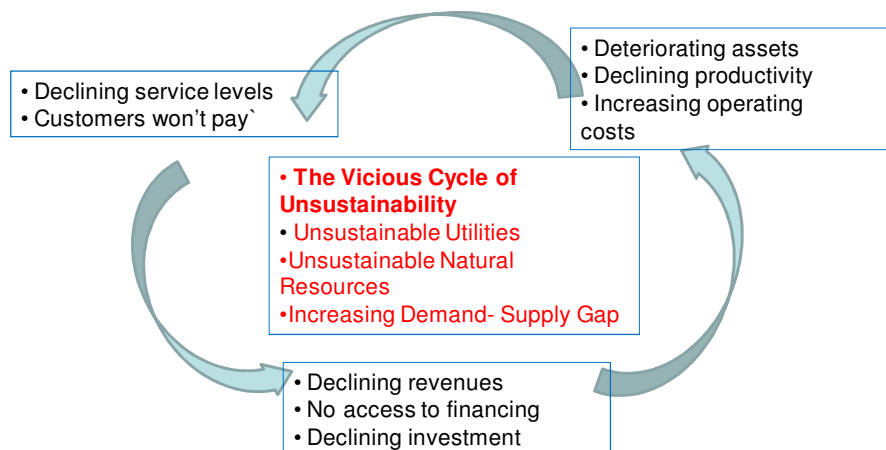 • Declining service levels
• Customers won't pay`
• Deteriorating assets
• Declining productivity
• Increasing operating
costs
• The Vicious Cycle of
Unsustainability
• Unsustainable Utilities
•Unsustainable Natural
Resources
•Increasing Demand- Supply Gap
• Declining revenues
• No access to financing
• Declining investment